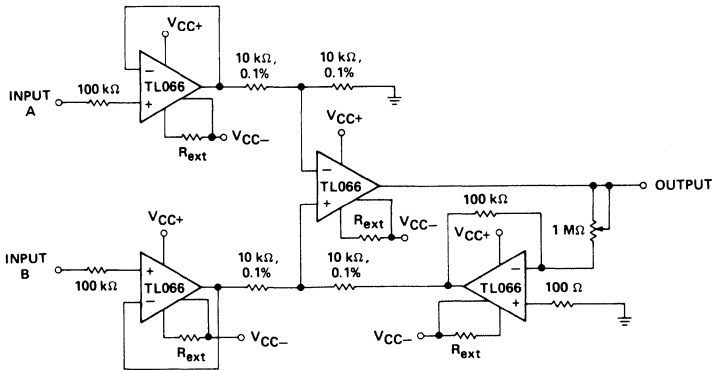 VCC+
10 kΩ,
0.1%
10 kΩ,
0.1%
−
TL066
+
INPUT
A
100 kΩ
Rext
VCC−
VCC+
−
TL066
+
OUTPUT
Rext
VCC−
100 kΩ
1 MΩ
VCC+
VCC+
INPUT
B
100 kΩ
+
TL066
−
10 kΩ,
0.1%
10 kΩ,
0.1%
−
TL066
+
100 Ω
Rext
VCC−
VCC−
Rext